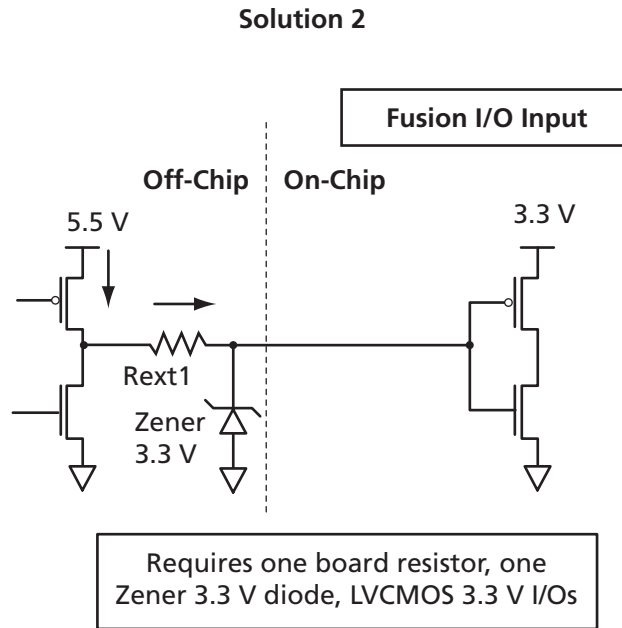 Solution 2
Fusion I/O Input
Off-Chip
On-Chip
5.5 V
3.3 V
Rext1
Zener
3.3 V
Requires one board resistor, one
Zener 3.3 V diode, LVCMOS 3.3 V I/Os